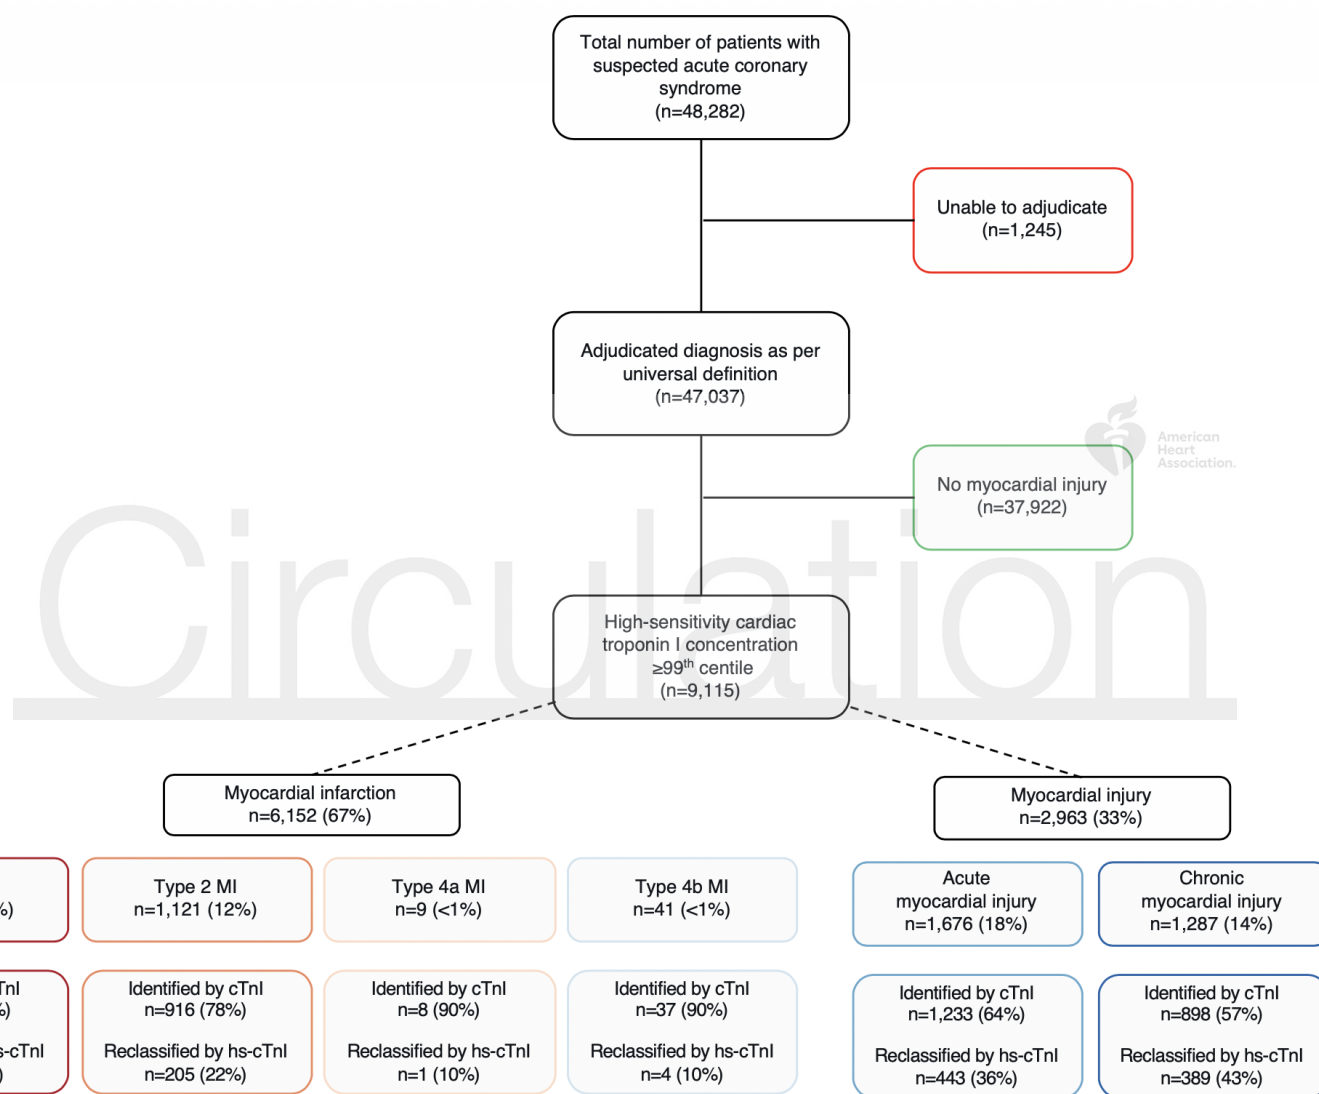 Total number of patients with
suspected acute coronary
syndrome
(n=48,282)
Unable to adjudicate
(n=1,245)
Adjudicated diagnosis as per
universal definition
(n=47,037)
American
Heart
Association.
No myocardial injury
(n=37,922)
Circulation
High-sensitivity cardiac
troponin I concentration
≥99th centile
(n=9,115)
Myocardial infarction
n=6,152 (67%)
Myocardial injury
n=2,963 (33%)
%)
Type 2 MI
n=1,121 (12%)
Type 4a MI
n=9 (<1%)
Type 4b MI
n=41 (<1%)
Acute
myocardial injury
n=1,676 (18%)
Chronic
myocardial injury
n=1,287 (14%)
TnI
%)
s-cTnI
)
Identified by cTnI
n=916 (78%)
Reclassified by hs-cTnI
n=205 (22%)
Identified by cTnI
n=8 (90%)
Reclassified by hs-cTnI
n=1 (10%)
Identified by cTnI
n=37 (90%)
Reclassified by hs-cTnI
n=4 (10%)
Identified by cTnI
n=1,233 (64%)
Reclassified by hs-cTnI
n=443 (36%)
Identified by cTnI
n=898 (57%)
Reclassified by hs-cTnI
n=389 (43%)